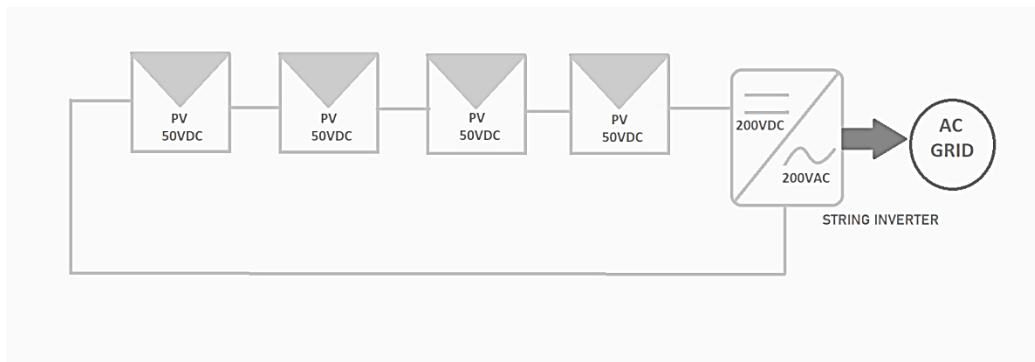 PV
50VDC
PV
50VDC
PV
50VDC
PV
50VDC
200VDC
200VAC
STRING INVERTER
AC
GRID